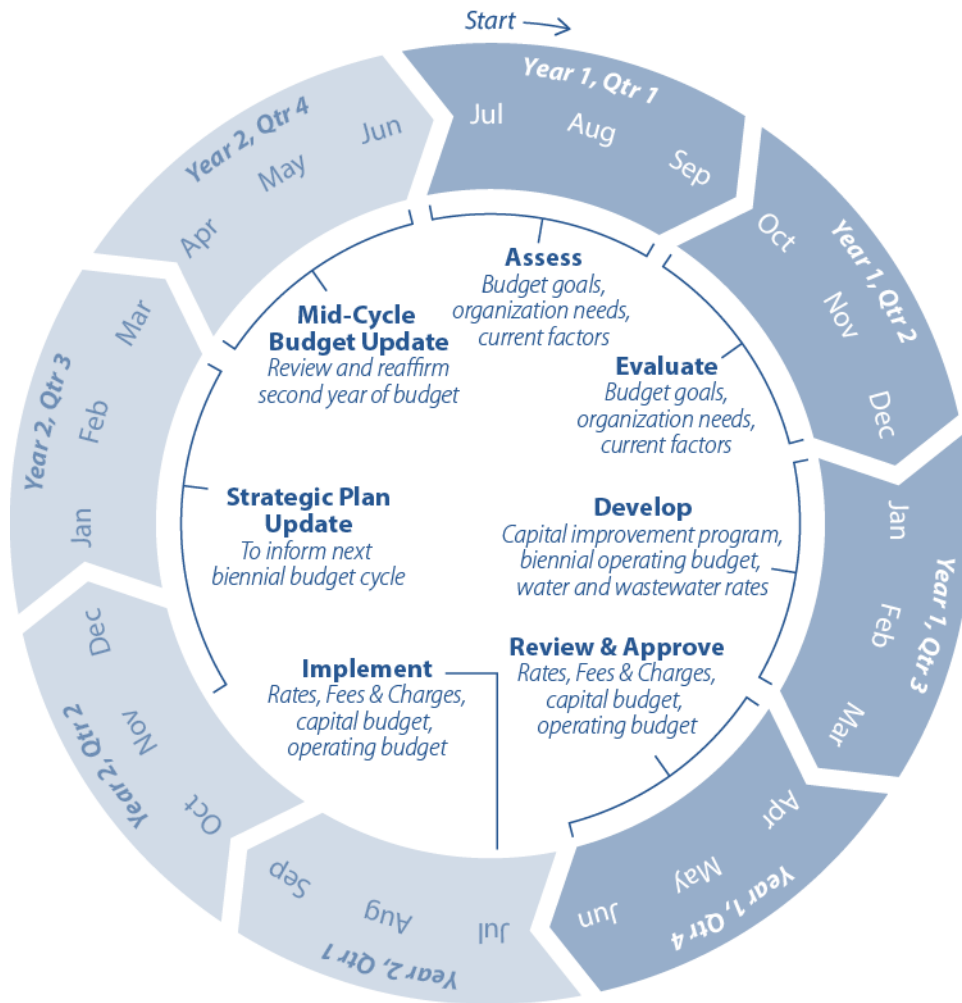 Start
Year 1, Qtr 1
Jul
Aug
Sep
Year 1, Qtr 2
Oct
Nov
Dec
Year 1, Qtr 3
Jan
Feb
Mar
Year 1, Qtr 4
Apr
May
Jun
Year 2, Qtr 1
Jul
Aug
Sep
Year 2, Qtr 2
Oct
Nov
Dec
Year 2, Qtr 3
Jan
Feb
Mar
Year 2, Qtr 4
Apr
May
Jun
Assess
Budget goals,
organization needs,
current factors
Evaluate
Budget goals,
organization needs,
current factors
Develop
Capital improvement program,
biennial operating budget,
water and wastewater rates
Review & Approve
Rates, Fees & Charges,
capital budget,
operating budget
Implement
Rates, Fees & Charges,
capital budget,
operating budget
Strategic Plan
Update
To inform next
biennial budget cycle
Mid-Cycle
Budget Update
Review and reaffirm
second year of budget